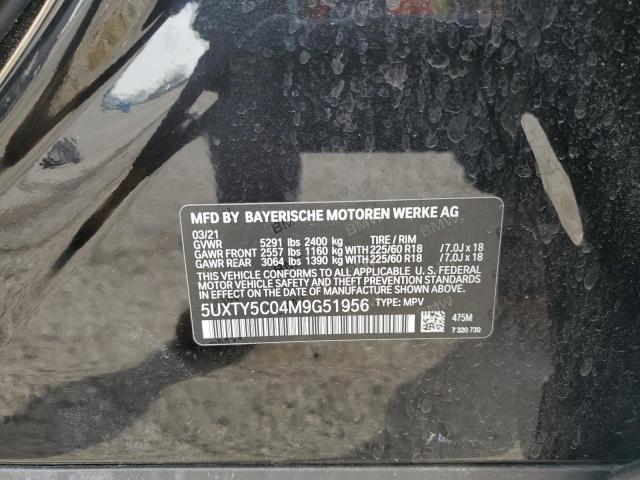 MFD BY BAYERISCHE MOTOREN WERKE AG
03/21
GVWR 5291 lbs 2400 kg TIRE / RIM
GAWR FRONT 2557 lbs 1160 kg WITH 225/60 R18 / 7.0J x 18
GAWR REAR 3064 lbs 1390 kg WITH 225/60 R18 / 7.0J x 18
THIS VEHICLE CONFORMS TO ALL APPLICABLE U. S. FEDERAL
MOTOR VEHICLE SAFETY, BUMPER, AND THEFT PREVENTION
STANDARDS IN EFFECT ON THE DATE OF MANUFACTURE
SHOWN ABOVE.
5UXTY5C04M9G51956 TYPE: MPV
475M
7 320 730